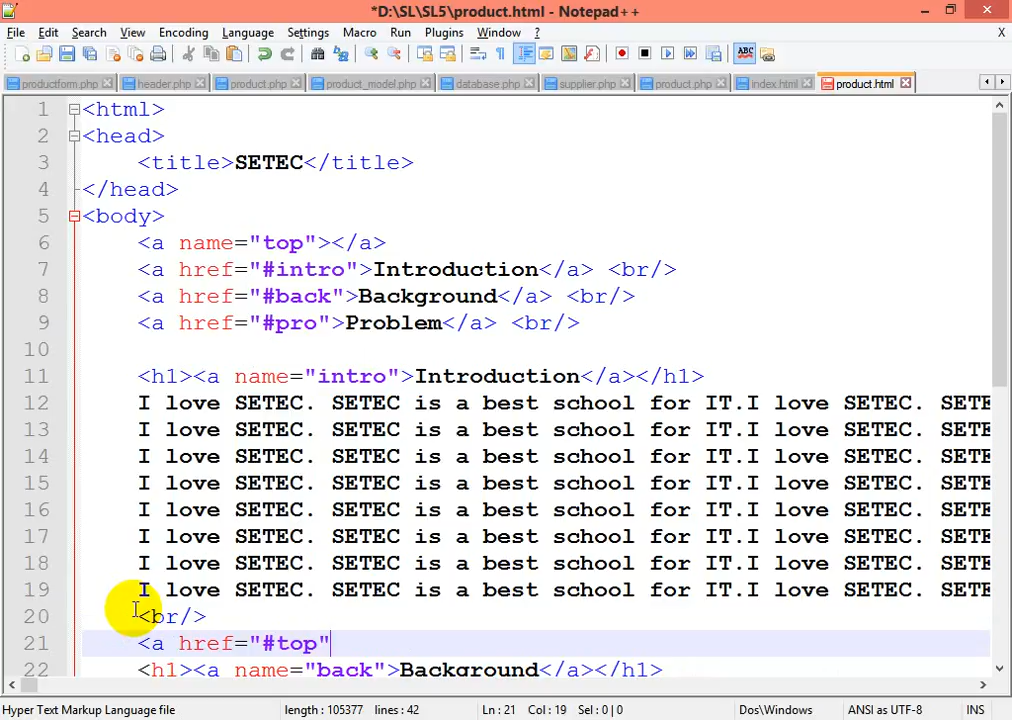 *D:\SL\SL5\product.html - Notepad++
File Edit Search View Encoding Language Settings Macro Run Plugins Window ? X
productform.php header.php product.php product_model.php database.php supplier.php product.php index.html product.html
1 <html>
2 <head>
3 <title>SETEC</title>
4 </head>
5 <body>
6 <a name="top"></a>
7 <a href="#intro">Introduction</a> <br/>
8 <a href="#back">Background</a> <br/>
9 <a href="#pro">Problem</a> <br/>
10
11 <h1><a name="intro">Introduction</a></h1>
12 I love SETEC. SETEC is a best school for IT.I love SETEC. SETE
13 I love SETEC. SETEC is a best school for IT.I love SETEC. SETE
14 I love SETEC. SETEC is a best school for IT.I love SETEC. SETE
15 I love SETEC. SETEC is a best school for IT.I love SETEC. SETE
16 I love SETEC. SETEC is a best school for IT.I love SETEC. SETE
17 I love SETEC. SETEC is a best school for IT.I love SETEC. SETE
18 I love SETEC. SETEC is a best school for IT.I love SETEC. SETE
19 I love SETEC. SETEC is a best school for IT.I love SETEC. SETE
20 <br/>
21 <a href="#top"
22 <h1><a name="back">Background</a></h1>
Hyper Text Markup Language file length : 105377 lines : 42 Ln : 21 Col : 19 Sel : 0 | 0 Dos\Windows ANSI as UTF-8 INS